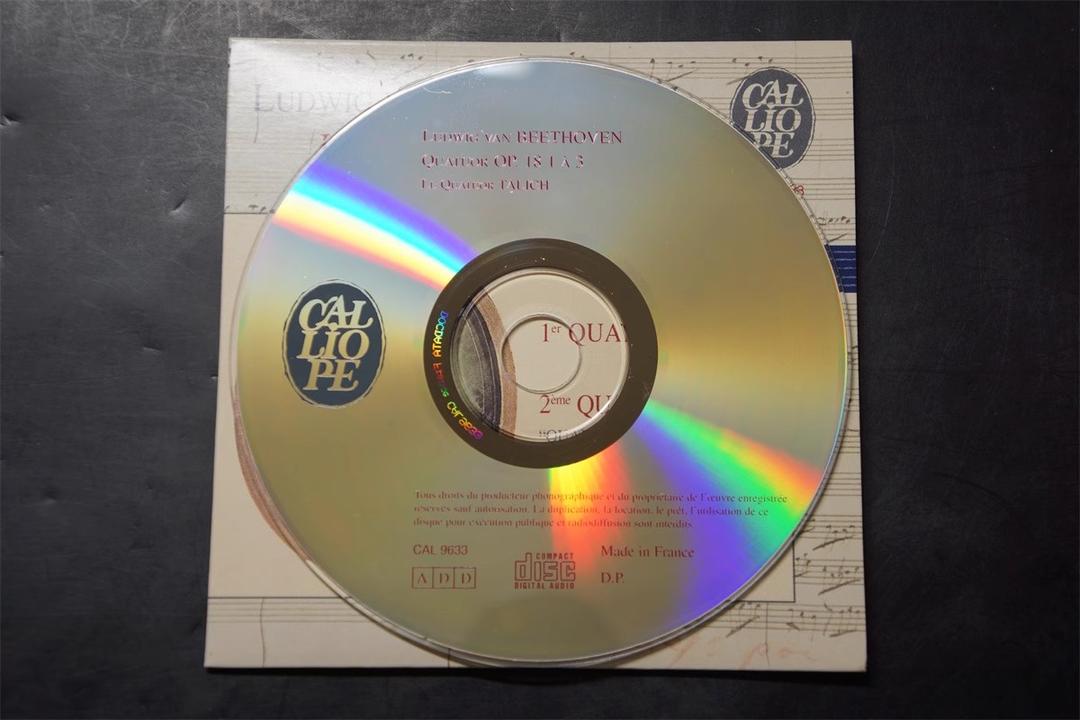 LUDWIG
CAL
LIO
PE
LUDWIG VAN BEETHOVEN
QUATUOR OP. 18 1 À 3
LE QUATUOR TALICH
CAL
LIO
PE
1er QUA
2ème QU
Tous droits du producteur phonographique et du propriétaire de l'œuvre enregistrée
réservés sauf autorisation. La duplication, la location, le prêt, l'utilisation de ce
disque pour exécution publique et radiodiffusion sont interdits.
CAL 9633
COMPACT
disc
DIGITAL AUDIO
Made in France
ADD
D.P.